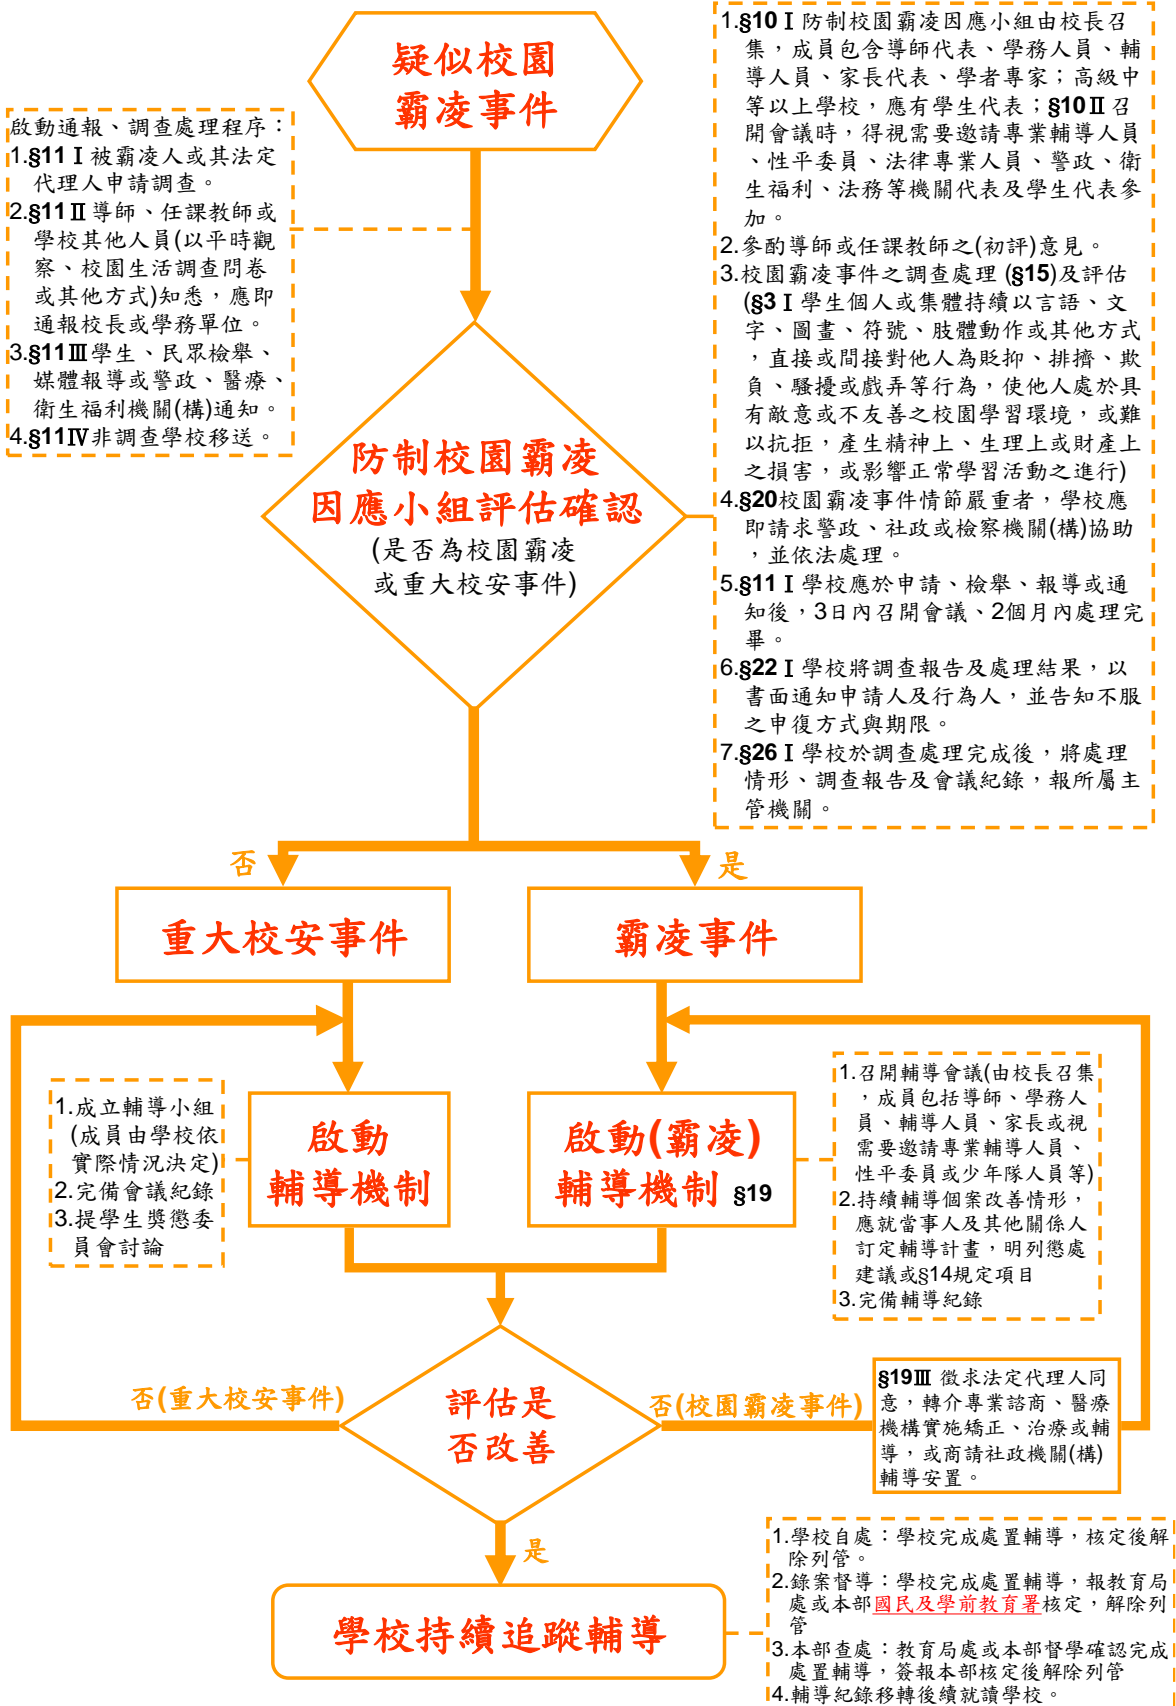 疑似校園
霸凌事件
啟動通報、調查處理程序：
1.§11Ⅰ被霸凌人或其法定
代理人申請調查。
2.§11Ⅱ導師、任課教師或
學校其他人員(以平時觀
察、校園生活調查問卷
或其他方式)知悉，應即
通報校長或學務單位。
3.§11Ⅲ學生、民眾檢舉、
媒體報導或警政、醫療、
衛生福利機關(構)通知。
4.§11Ⅳ非調查學校移送。
1.§10Ⅰ防制校園霸凌因應小組由校長召
集，成員包含導師代表、學務人員、輔
導人員、家長代表、學者專家；高級中
等以上學校，應有學生代表；§10Ⅱ召
開會議時，得視需要邀請專業輔導人員
、性平委員、法律專業人員、警政、衛
生福利、法務等機關代表及學生代表參
加。
2.參酌導師或任課教師之(初評)意見。
3.校園霸凌事件之調查處理 (§15)及評估
(§3Ⅰ學生個人或集體持續以言語、文
字、圖畫、符號、肢體動作或其他方式
，直接或間接對他人為貶抑、排擠、欺
負、騷擾或戲弄等行為，使他人處於具
有敵意或不友善之校園學習環境，或難
以抗拒，產生精神上、生理上或財產上
之損害，或影響正常學習活動之進行)
4.§20校園霸凌事件情節嚴重者，學校應
即請求警政、社政或檢察機關(構)協助
，並依法處理。
5.§11Ⅰ學校應於申請、檢舉、報導或通
知後，3日內召開會議、2個月內處理完
畢。
6.§22Ⅰ學校將調查報告及處理結果，以
書面通知申請人及行為人，並告知不服
之申復方式與期限。
7.§26Ⅰ學校於調查處理完成後，將處理
情形、調查報告及會議紀錄，報所屬主
管機關。
防制校園霸凌
因應小組評估確認
(是否為校園霸凌
或重大校安事件)
否
是
重大校安事件
霸凌事件
1.成立輔導小組
(成員由學校依
實際情況決定)
2.完備會議紀錄
3.提學生獎懲委
員會討論
啟動
輔導機制
啟動(霸凌)
輔導機制 §19
1.召開輔導會議(由校長召集
，成員包括導師、學務人
員、輔導人員、家長或視
需要邀請專業輔導人員、
性平委員或少年隊人員等)
2.持續輔導個案改善情形，
應就當事人及其他關係人
訂定輔導計畫，明列懲處
建議或§14規定項目
3.完備輔導紀錄
否(重大校安事件)
評估是
否改善
否(校園霸凌事件)
§19Ⅲ 徵求法定代理人同
意，轉介專業諮商、醫療
機構實施矯正、治療或輔
導，或商請社政機關(構)
輔導安置。
是
學校持續追蹤輔導
1.學校自處：學校完成處置輔導，核定後解
除列管。
2.錄案督導：學校完成處置輔導，報教育局
處或本部國民及學前教育署核定，解除列
管
3.本部查處：教育局處或本部督學確認完成
處置輔導，簽報本部核定後解除列管
4.輔導紀錄移轉後續就讀學校。